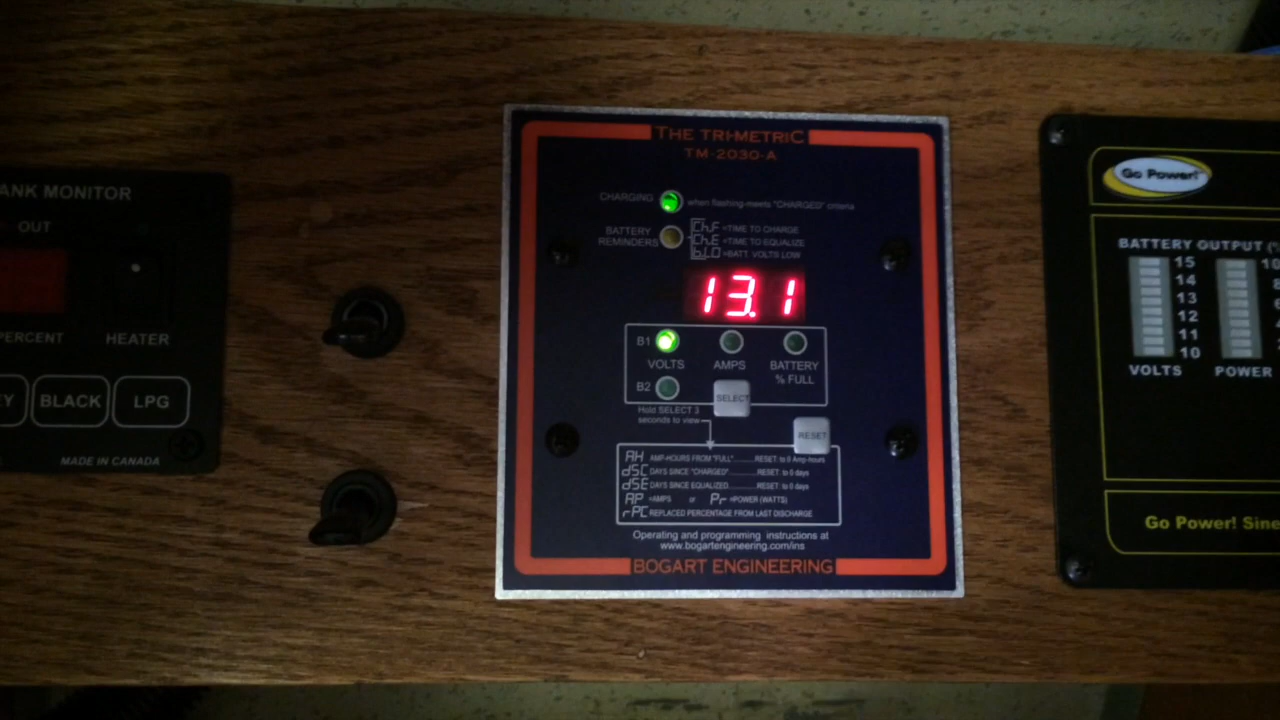 ANK MONITOR
OUT
PERCENT
HEATER
EY
BLACK
LPG
MADE IN CANADA
THE TRI-METRIC
TM-2030-A
CHARGING
when flashing-meets "CHARGED" criteria
BATTERY
REMINDERS
Ch.F =TIME TO CHARGE
Ch.E =TIME TO EQUALIZE
b.LO =BATT. VOLTS LOW
13.1
B1
VOLTS
AMPS
BATTERY
% FULL
B2
SELECT
Hold SELECT 3
seconds to view
RESET
AH AMP-HOURS FROM "FULL"..........RESET: to 0 Amp-hours
dSC DAYS SINCE "CHARGED"............RESET: to 0 days
dSE DAYS SINCE EQUALIZED...........RESET: to 0 days
AP =AMPS or Pr =POWER (WATTS)
rPC REPLACED PERCENTAGE FROM LAST DISCHARGE
Operating and programming instructions at
www.bogartengineering.com/ins
BOGART ENGINEERING
Go Power!
BATTERY OUTPUT (
15
14
13
12
11
10
10
VOLTS
POWER
Go Power! Sine